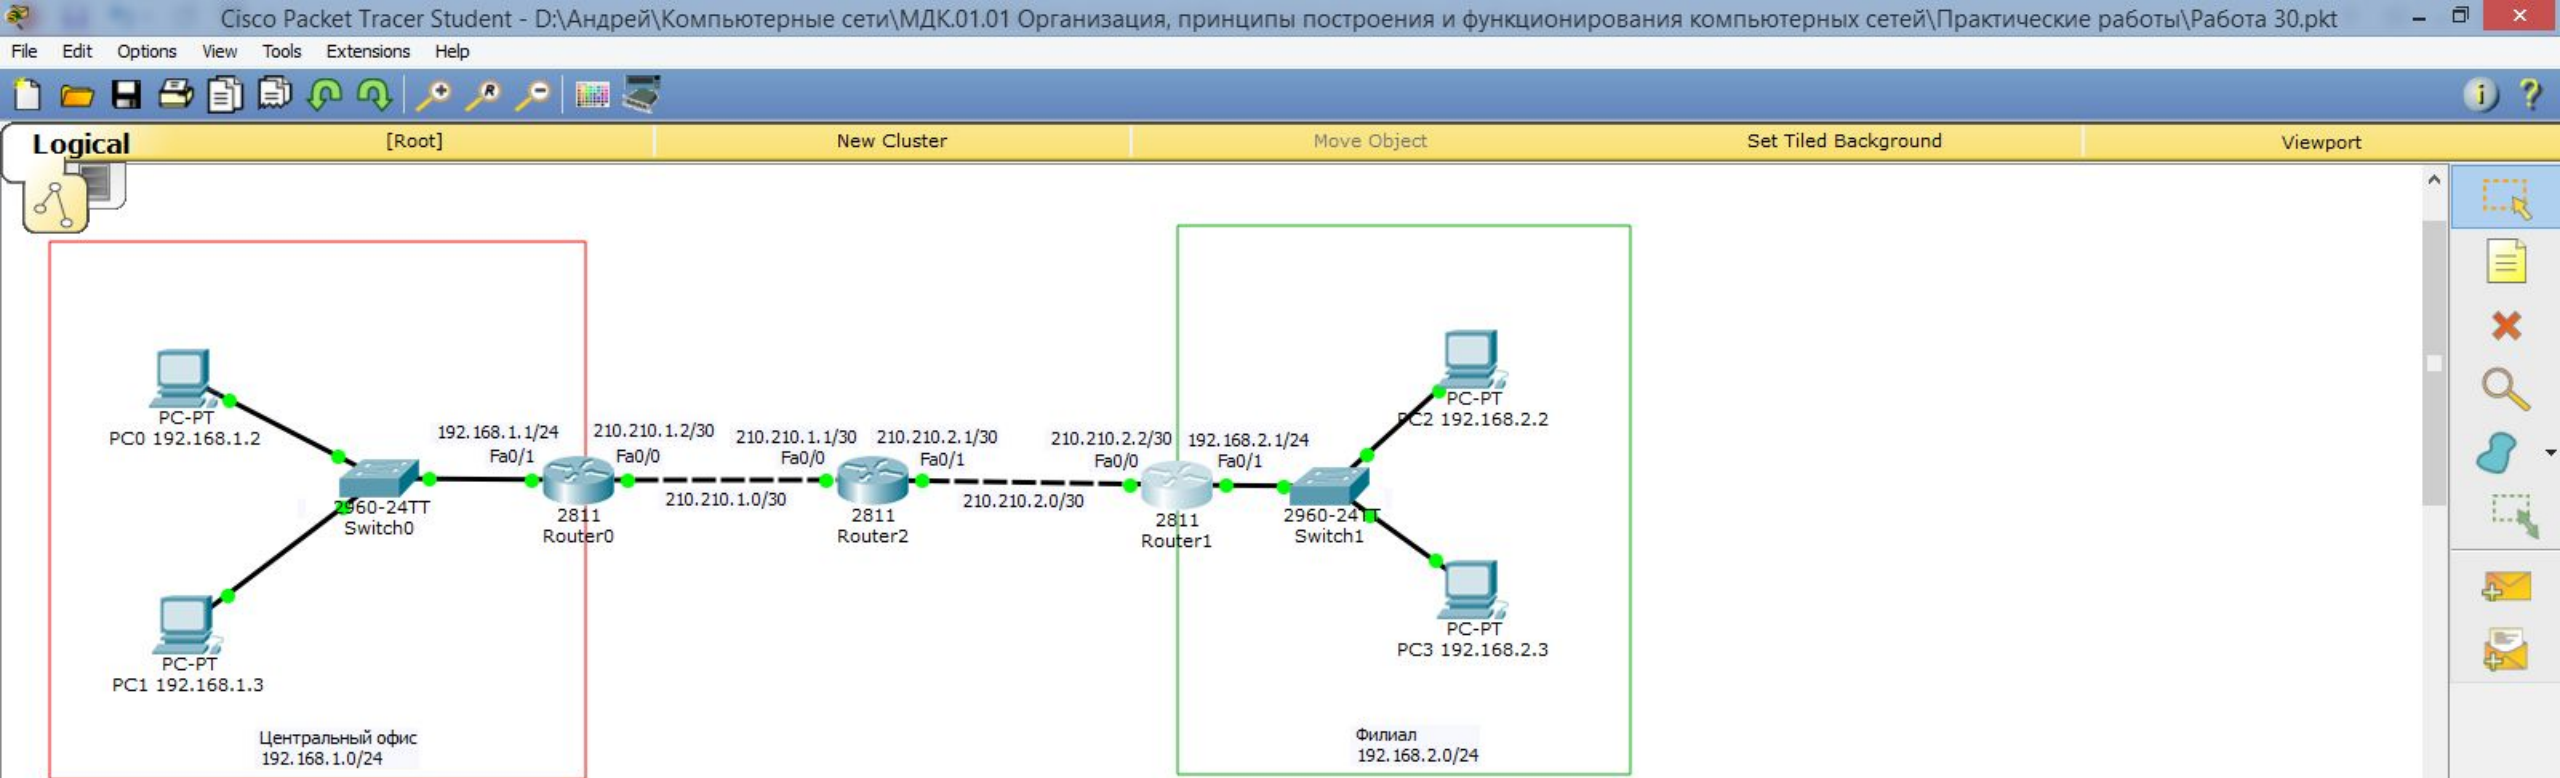 Cisco Packet Tracer Student - D:\Андрей\Компьютерные сети\МДК.01.01 Организация, принципы построения и функционирования компьютерных сетей\Практические работы\Работа 30.pkt
File Edit Options View Tools Extensions Help
Logical [Root] New Cluster Move Object Set Tiled Background Viewport
PC-PT
PC0 192.168.1.2
2960-24TT
Switch0
PC-PT
PC1 192.168.1.3
Центральный офис
192.168.1.0/24
192.168.1.1/24
Fa0/1
210.210.1.2/30
Fa0/0
2811
Router0
210.210.1.0/30
210.210.1.1/30
Fa0/0
210.210.2.1/30
Fa0/1
2811
Router2
210.210.2.0/30
210.210.2.2/30
Fa0/0
192.168.2.1/24
Fa0/1
2811
Router1
2960-24TT
Switch1
PC-PT
PC2 192.168.2.2
PC-PT
PC3 192.168.2.3
Филиал
192.168.2.0/24